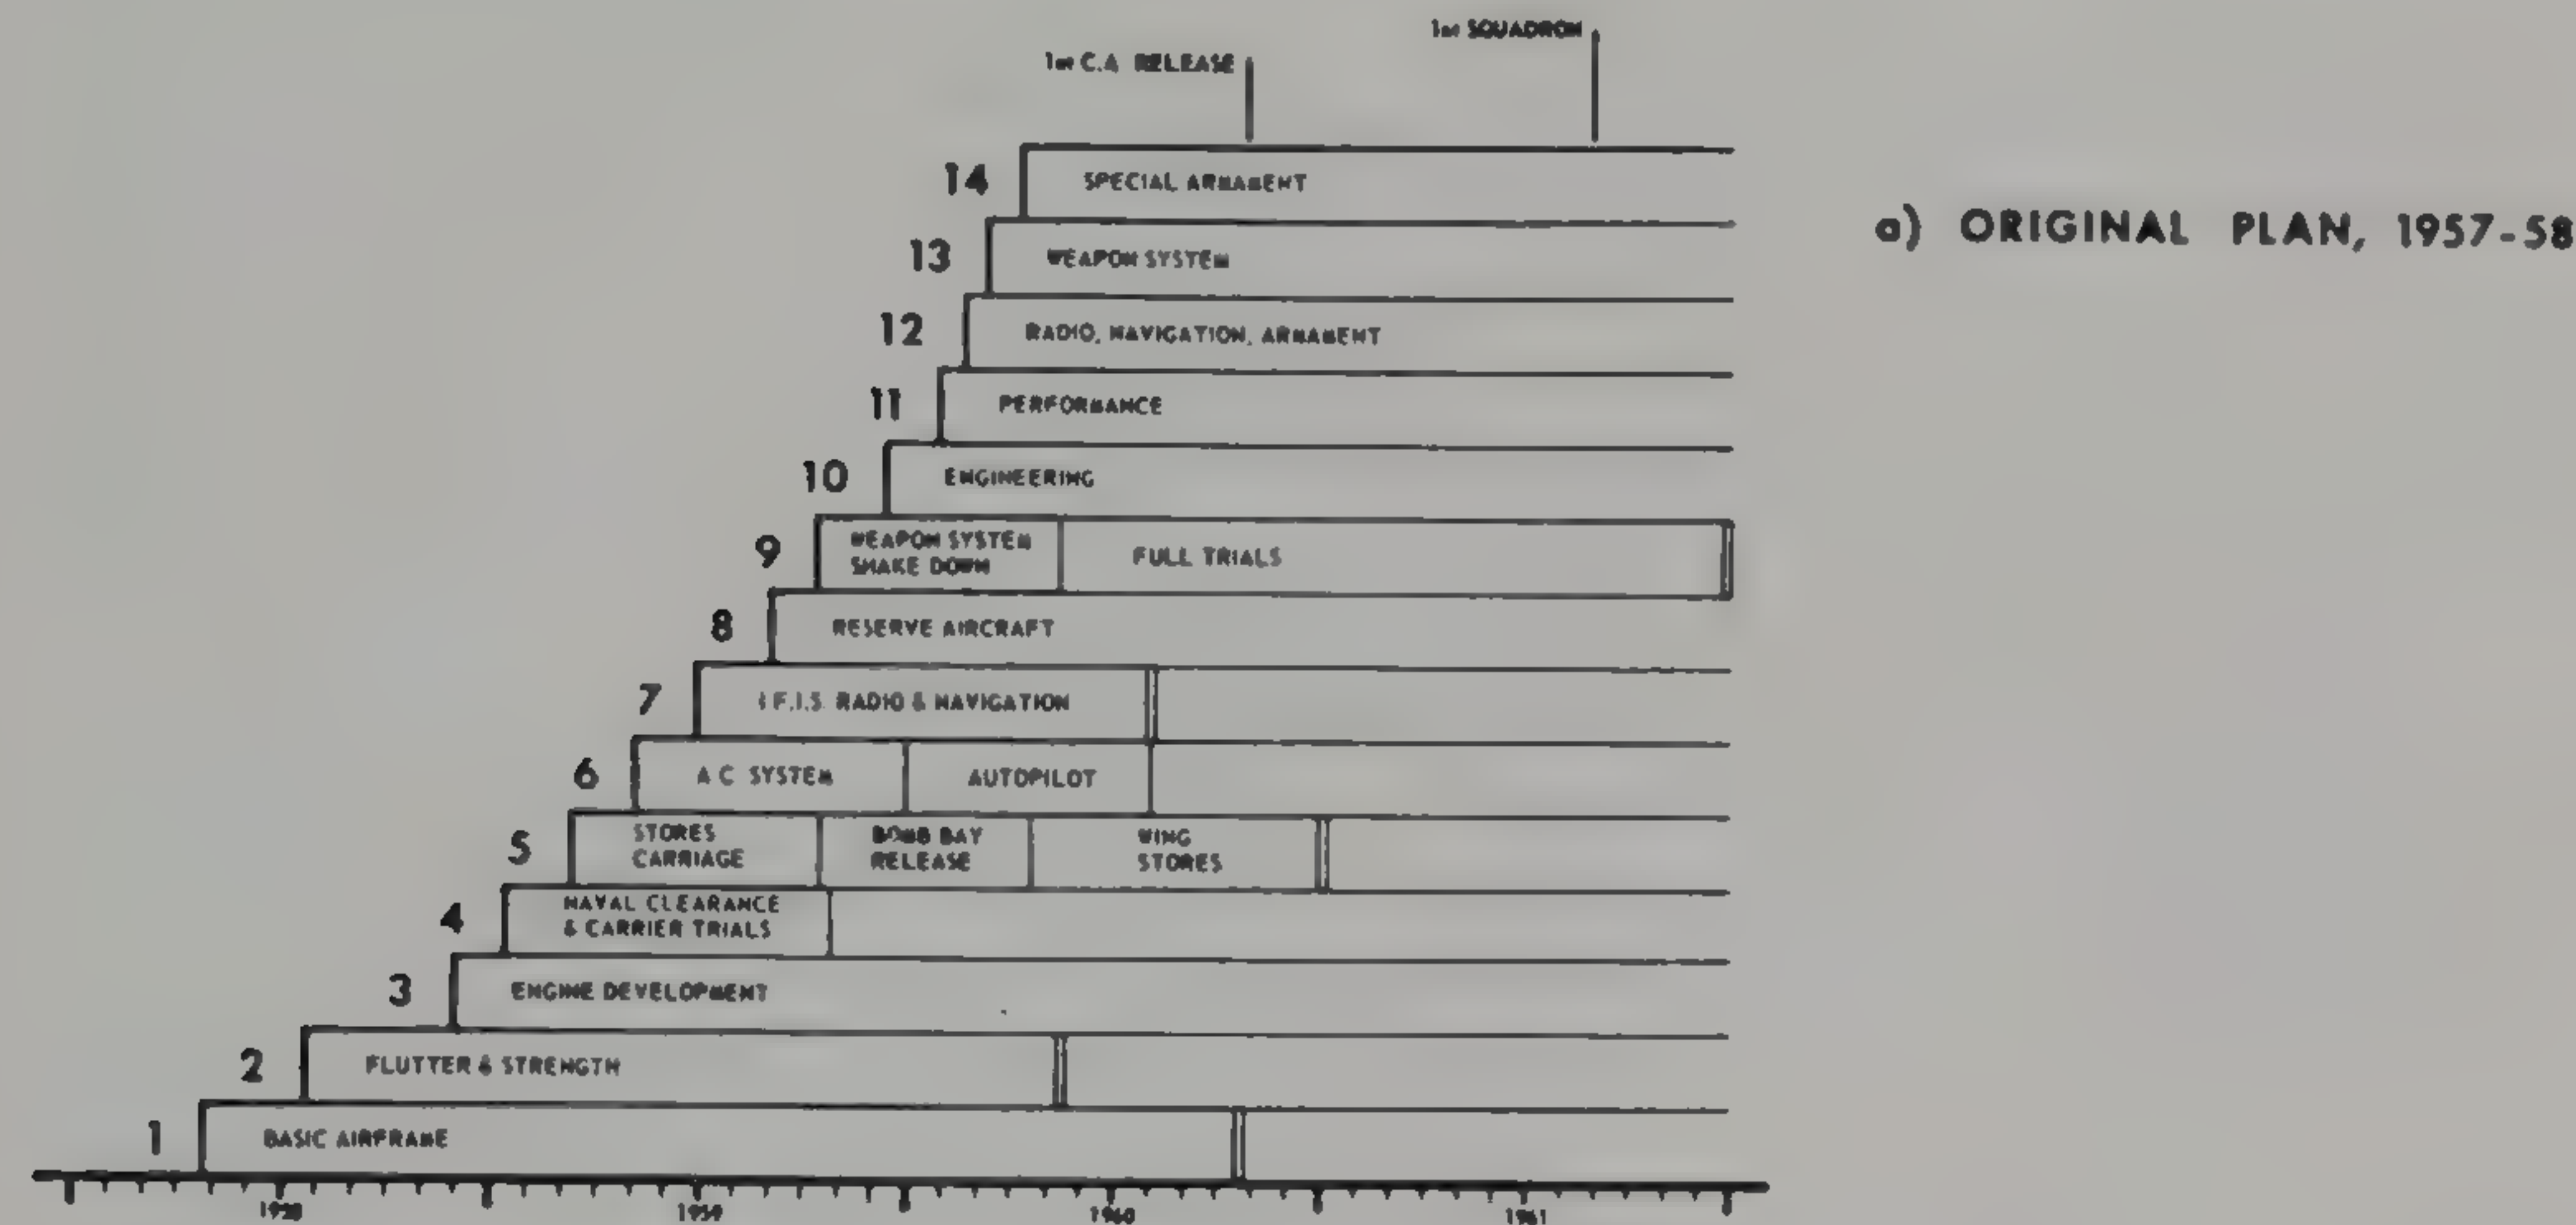 1st SQUADRON
1st C.A. RELEASE
14 SPECIAL ARMAMENT
a) ORIGINAL PLAN, 1957-58
13 WEAPON SYSTEM
12 RADIO, NAVIGATION, ARMAMENT
11 PERFORMANCE
10 ENGINEERING
9 WEAPON SYSTEM
SHAKE DOWN
FULL TRIALS
8 RESERVE AIRCRAFT
7 I.F.I.S. RADIO & NAVIGATION
6 A C SYSTEM AUTOPILOT
5 STORES
CARRIAGE
BOMB BAY
RELEASE
WING
STORES
4 NAVAL CLEARANCE
& CARRIER TRIALS
3 ENGINE DEVELOPMENT
2 FLUTTER & STRENGTH
1 BASIC AIRFRAME
1958 1959 1960 1961